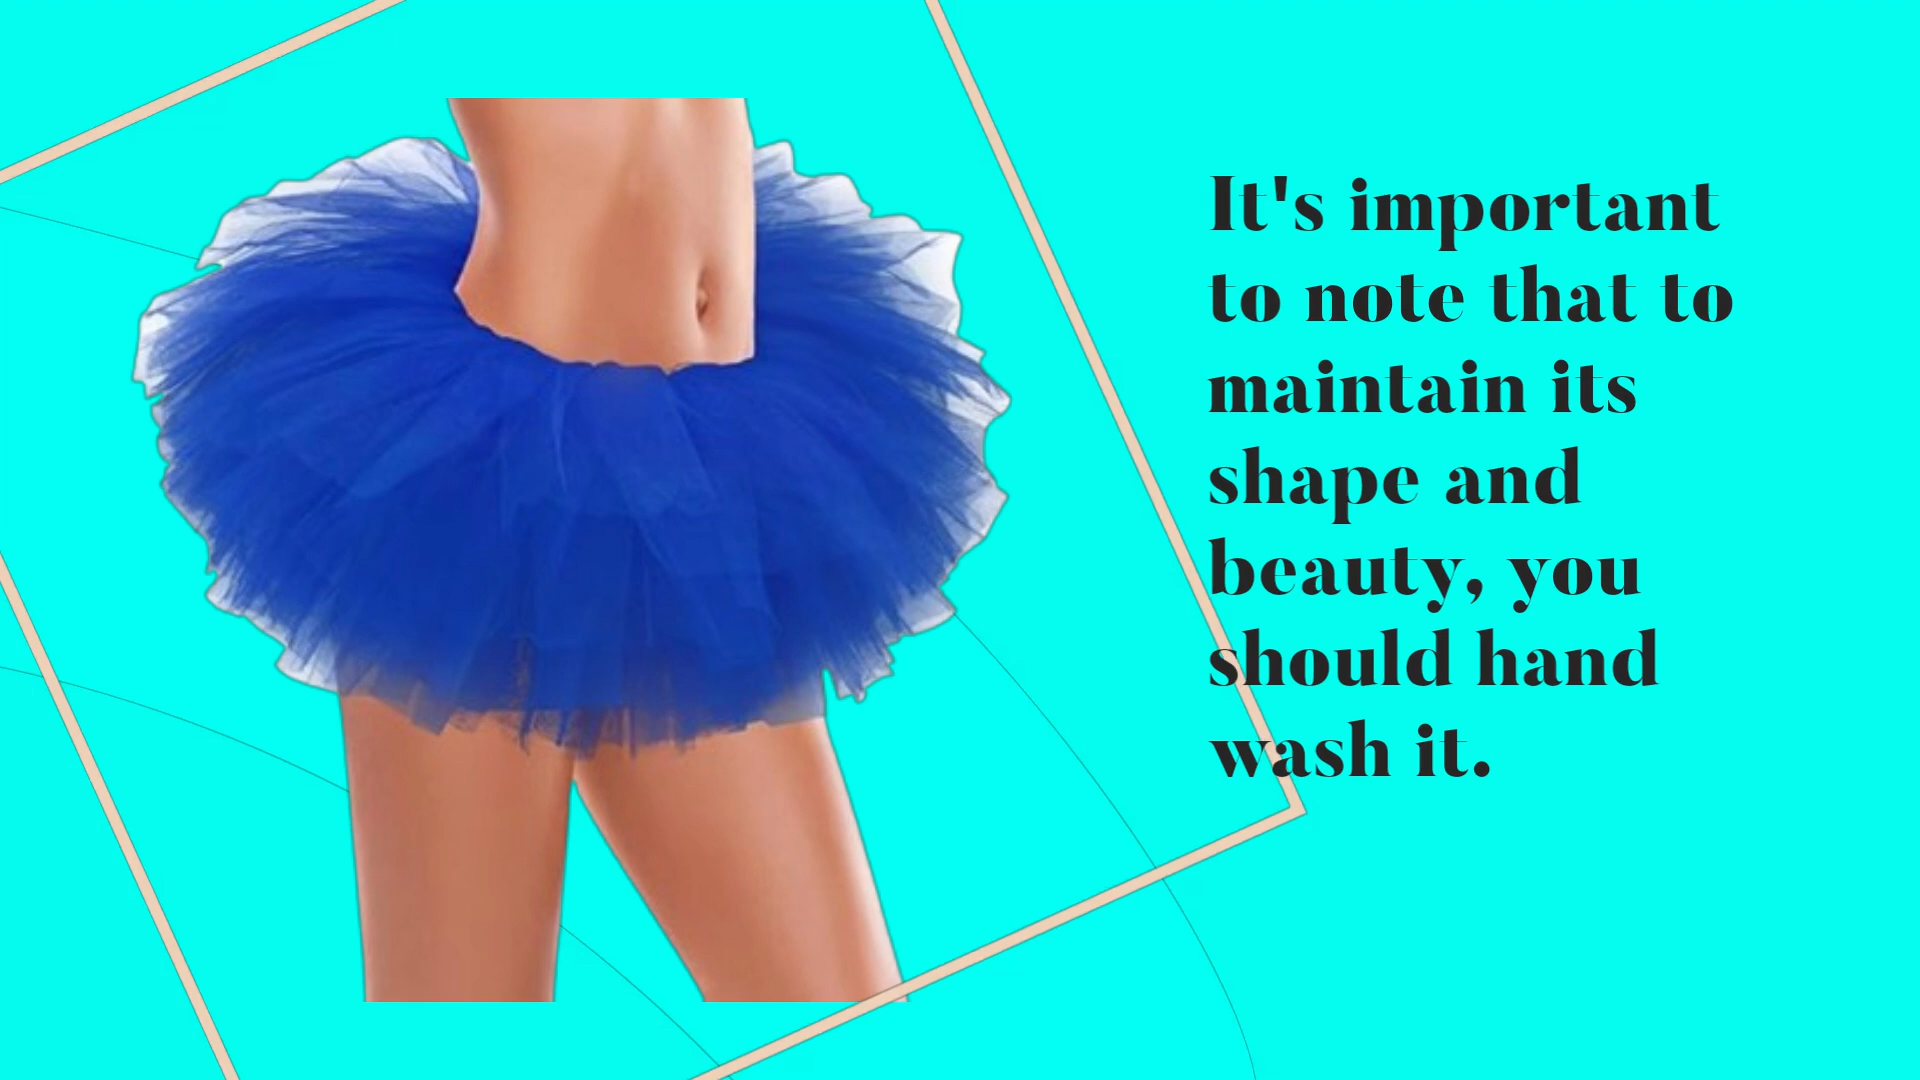 It's important
to note that to
maintain its
shape and
beauty, you
should hand
wash it.